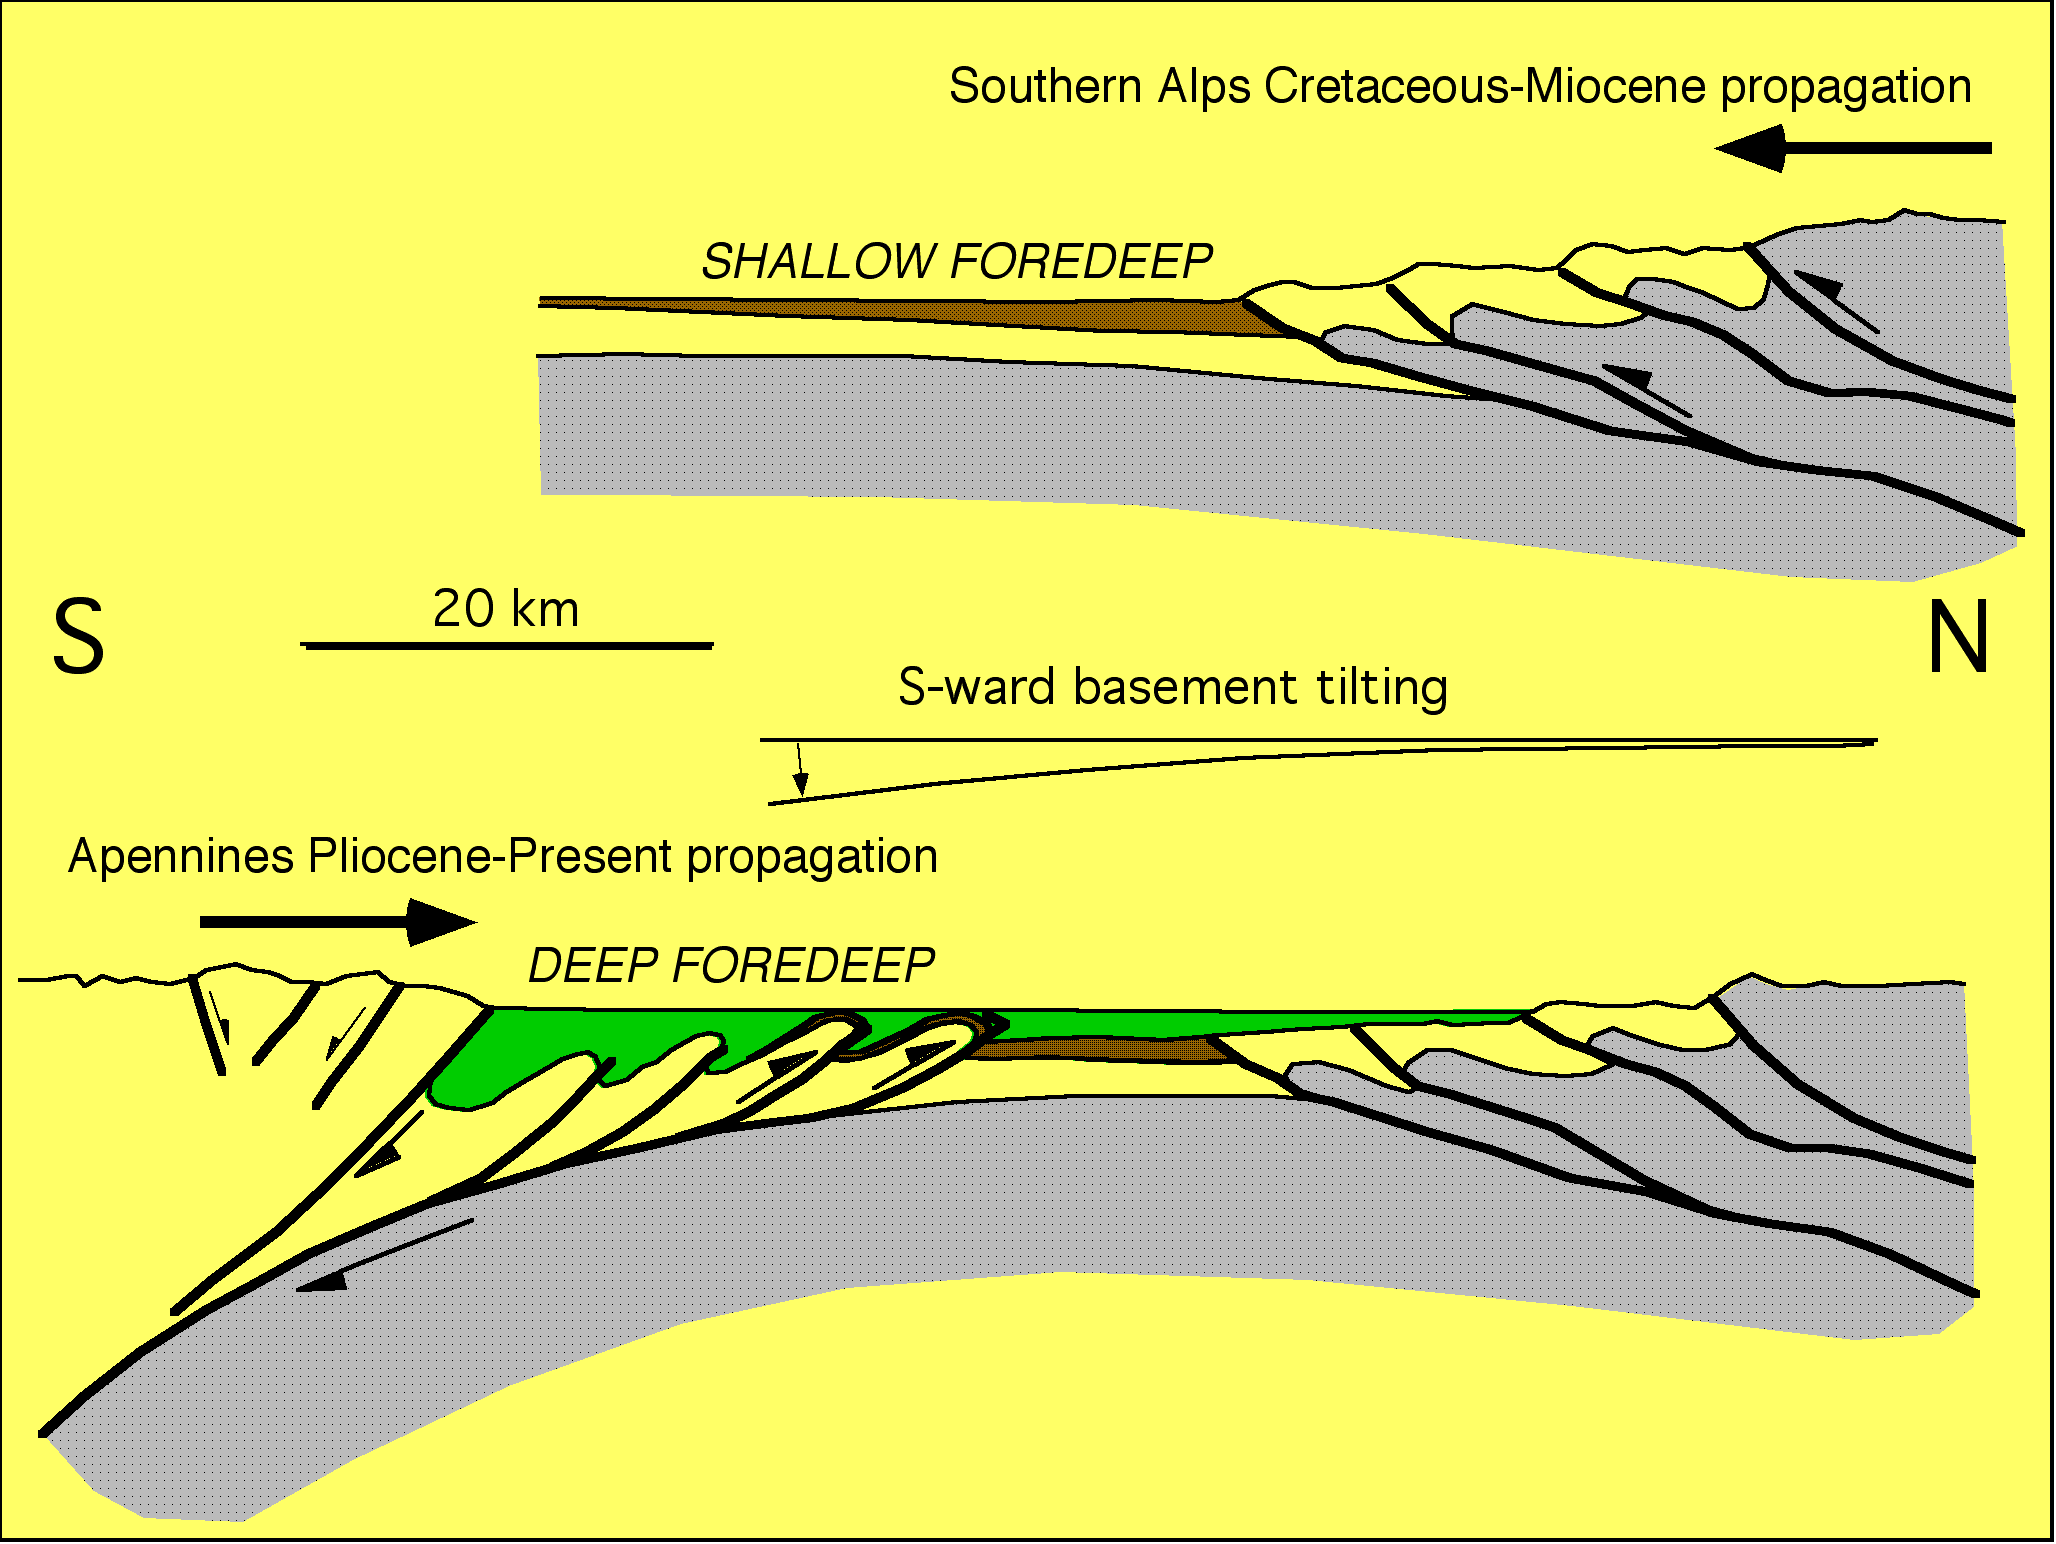 Southern Alps Cretaceous-Miocene propagation
SHALLOW FOREDEEP
20 km
S
N
S-ward basement tilting
Apennines Pliocene-Present propagation
DEEP FOREDEEP